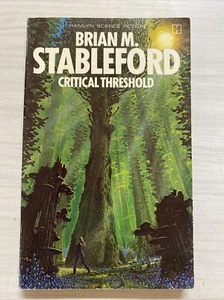 HAMLYN SCIENCE FICTION
BRIAN M.
STABLEFORD
CRITICAL THRESHOLD